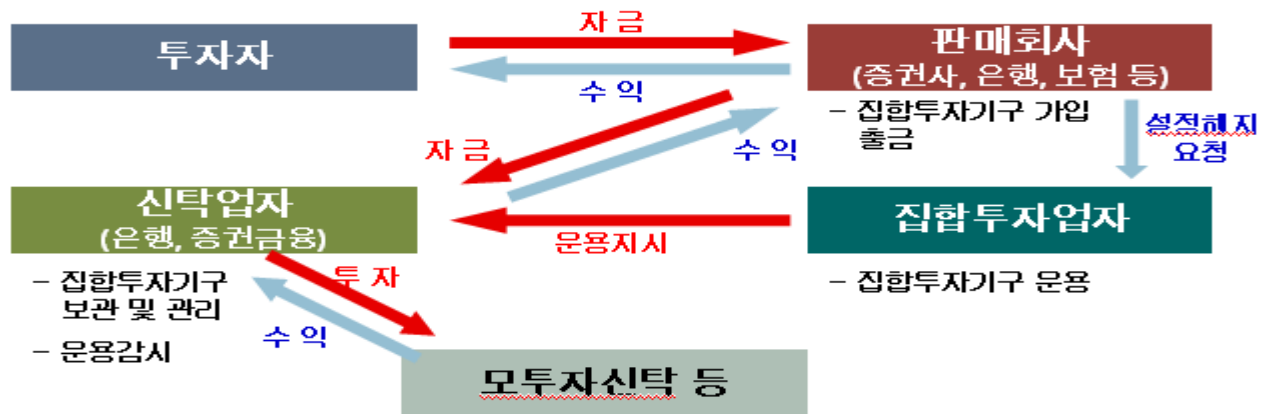 자 금
투자자
판매회사
(증권사, 은행, 보험 등)
수 익
- 집합투자기구 가입
출금
설정해지
요청
자 금
수 익
신탁업자
(은행, 증권금융)
집합투자업자
운용지시
- 집합투자기구
보관 및 관리
- 운용감시
투 자
- 집합투자기구 운용
수 익
모투자신탁 등